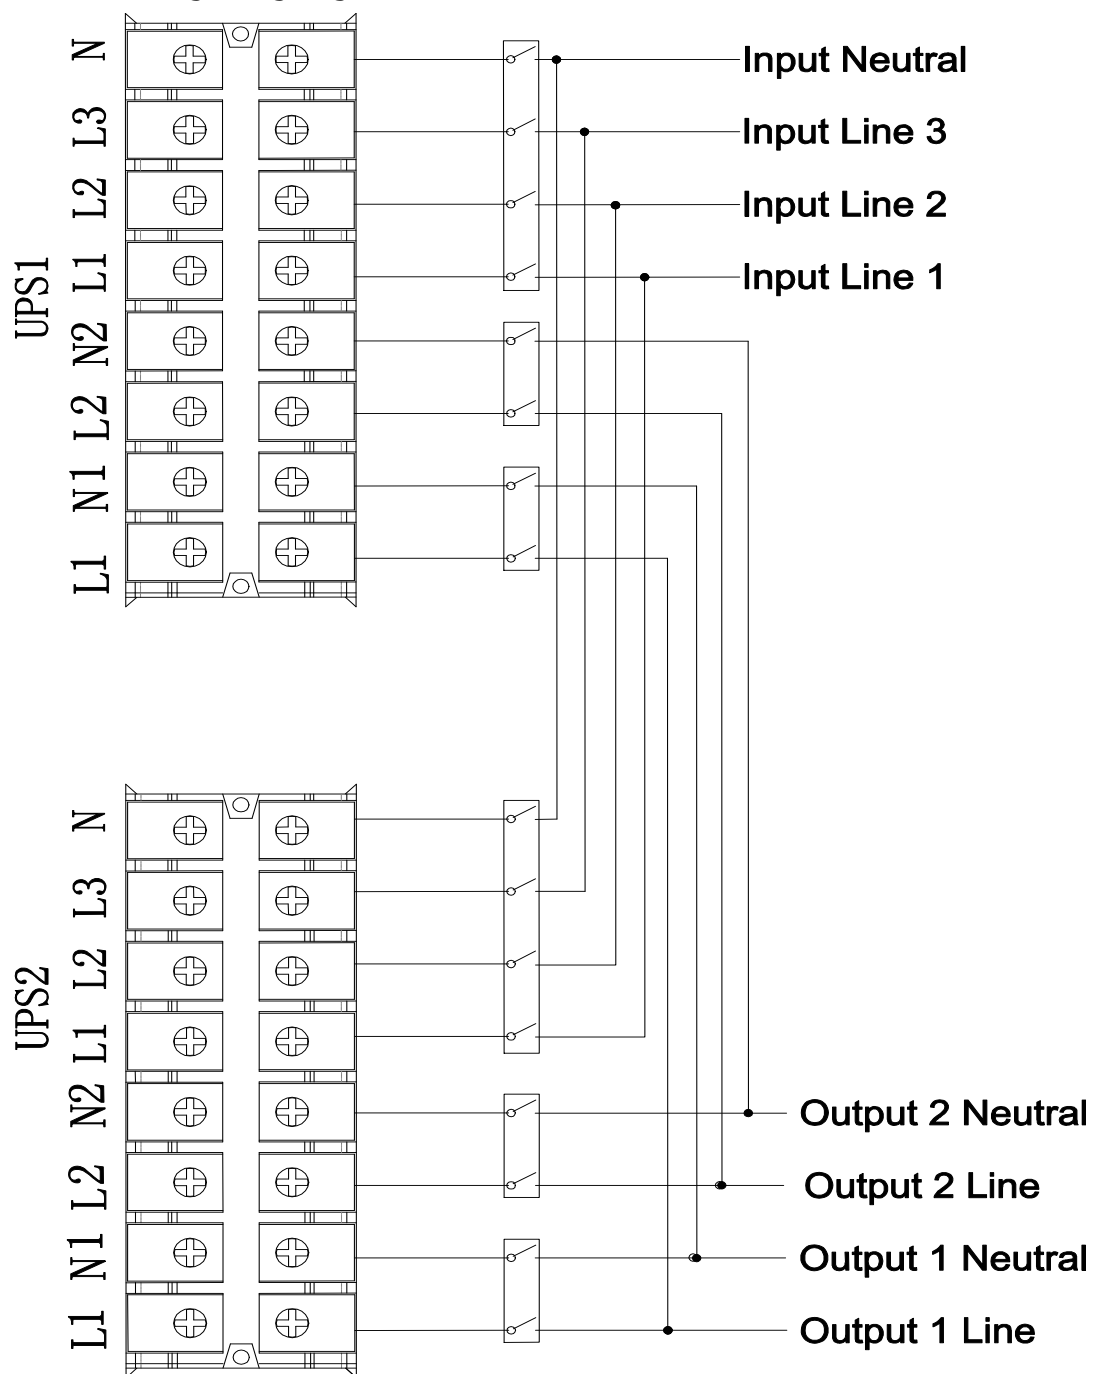 UPS1
N
L3
L2
L1
N2
L2
N1
L1
Input Neutral
Input Line 3
Input Line 2
Input Line 1
UPS2
N
L3
L2
L1
N2
L2
N1
L1
Output 2 Neutral
Output 2 Line
Output 1 Neutral
Output 1 Line